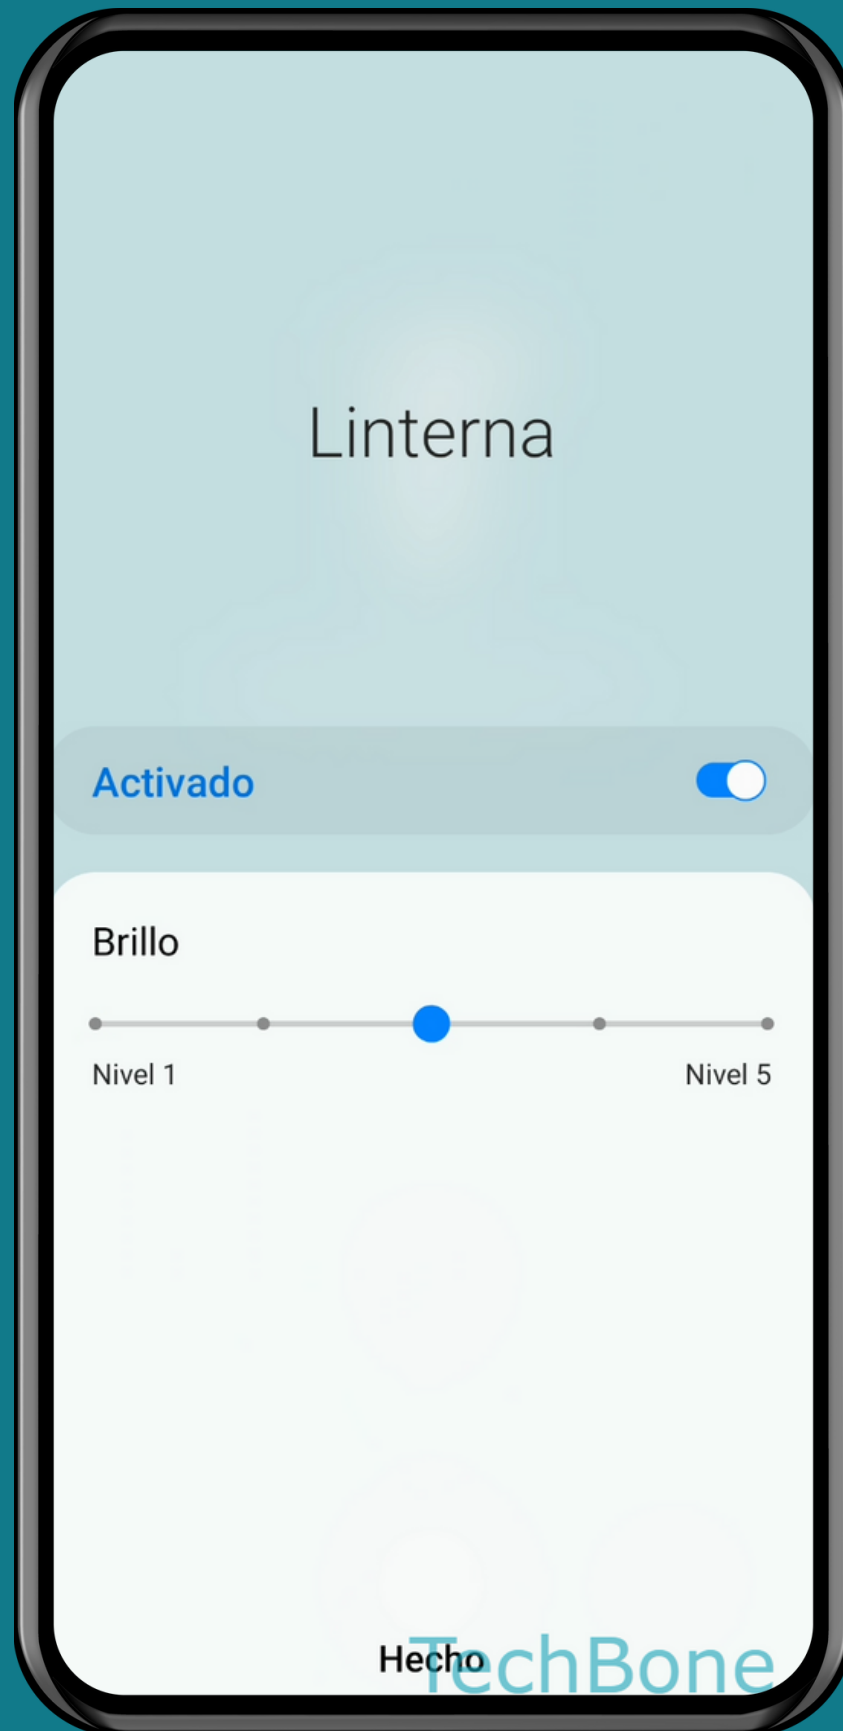 Linterna
Activado
Brillo
Nivel 1
Nivel 5
Hecho
TechBone